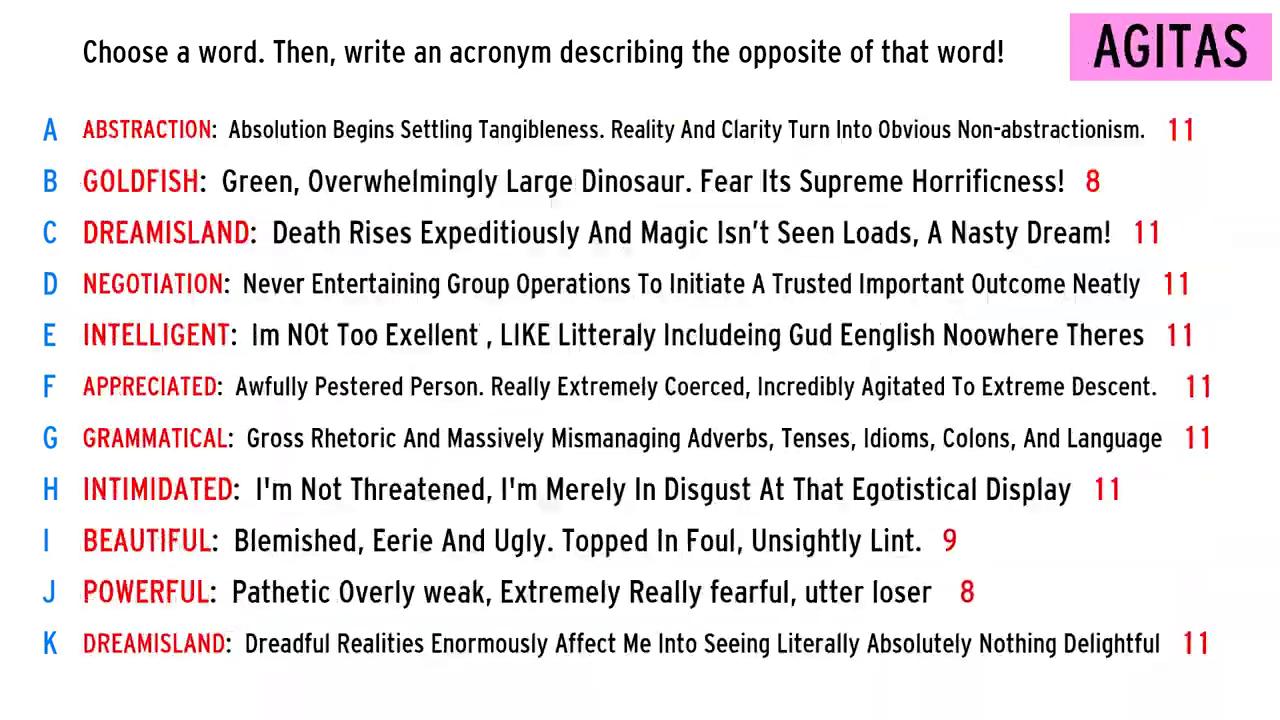 Choose a word. Then, write an acronym describing the opposite of that word!
AGITAS
A ABSTRACTION: Absolution Begins Settling Tangibleness. Reality And Clarity Turn Into Obvious Non-abstractionism. 11
B GOLDFISH: Green, Overwhelmingly Large Dinosaur. Fear Its Supreme Horrificness! 8
C DREAMISLAND: Death Rises Expeditiously And Magic Isn't Seen Loads, A Nasty Dream! 11
D NEGOTIATION: Never Entertaining Group Operations To Initiate A Trusted Important Outcome Neatly 11
E INTELLIGENT: Im NOt Too Exellent , LIKE Litteraly Includeing Gud Eenglish Noowhere Theres 11
F APPRECIATED: Awfully Pestered Person. Really Extremely Coerced, Incredibly Agitated To Extreme Descent. 11
G GRAMMATICAL: Gross Rhetoric And Massively Mismanaging Adverbs, Tenses, Idioms, Colons, And Language 11
H INTIMIDATED: I'm Not Threatened, I'm Merely In Disgust At That Egotistical Display 11
I BEAUTIFUL: Blemished, Eerie And Ugly. Topped In Foul, Unsightly Lint. 9
J POWERFUL: Pathetic Overly weak, Extremely Really fearful, utter loser 8
K DREAMISLAND: Dreadful Realities Enormously Affect Me Into Seeing Literally Absolutely Nothing Delightful 11